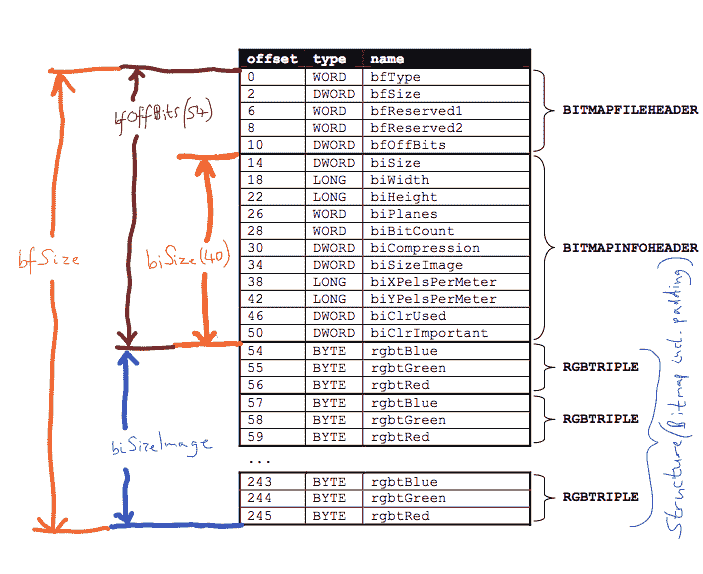 offset type name
0 WORD bfType
2 DWORD bfSize
6 WORD bfReserved1
8 WORD bfReserved2
10 DWORD bfOffBits
BITMAPFILEHEADER
14 DWORD biSize
18 LONG biWidth
22 LONG biHeight
26 WORD biPlanes
28 WORD biBitCount
30 DWORD biCompression
34 DWORD biSizeImage
38 LONG biXPelsPerMeter
42 LONG biYPelsPerMeter
46 DWORD biClrUsed
50 DWORD biClrImportant
BITMAPINFOHEADER
54 BYTE rgbtBlue
55 BYTE rgbtGreen
56 BYTE rgbtRed
RGBTRIPLE
57 BYTE rgbtBlue
58 BYTE rgbtGreen
59 BYTE rgbtRed
RGBTRIPLE
...
243 BYTE rgbtBlue
244 BYTE rgbtGreen
245 BYTE rgbtRed
RGBTRIPLE
bfSize
bfOffBits(54)
biSize(40)
biSizeImage
Structure(Bitmap incl. padding)